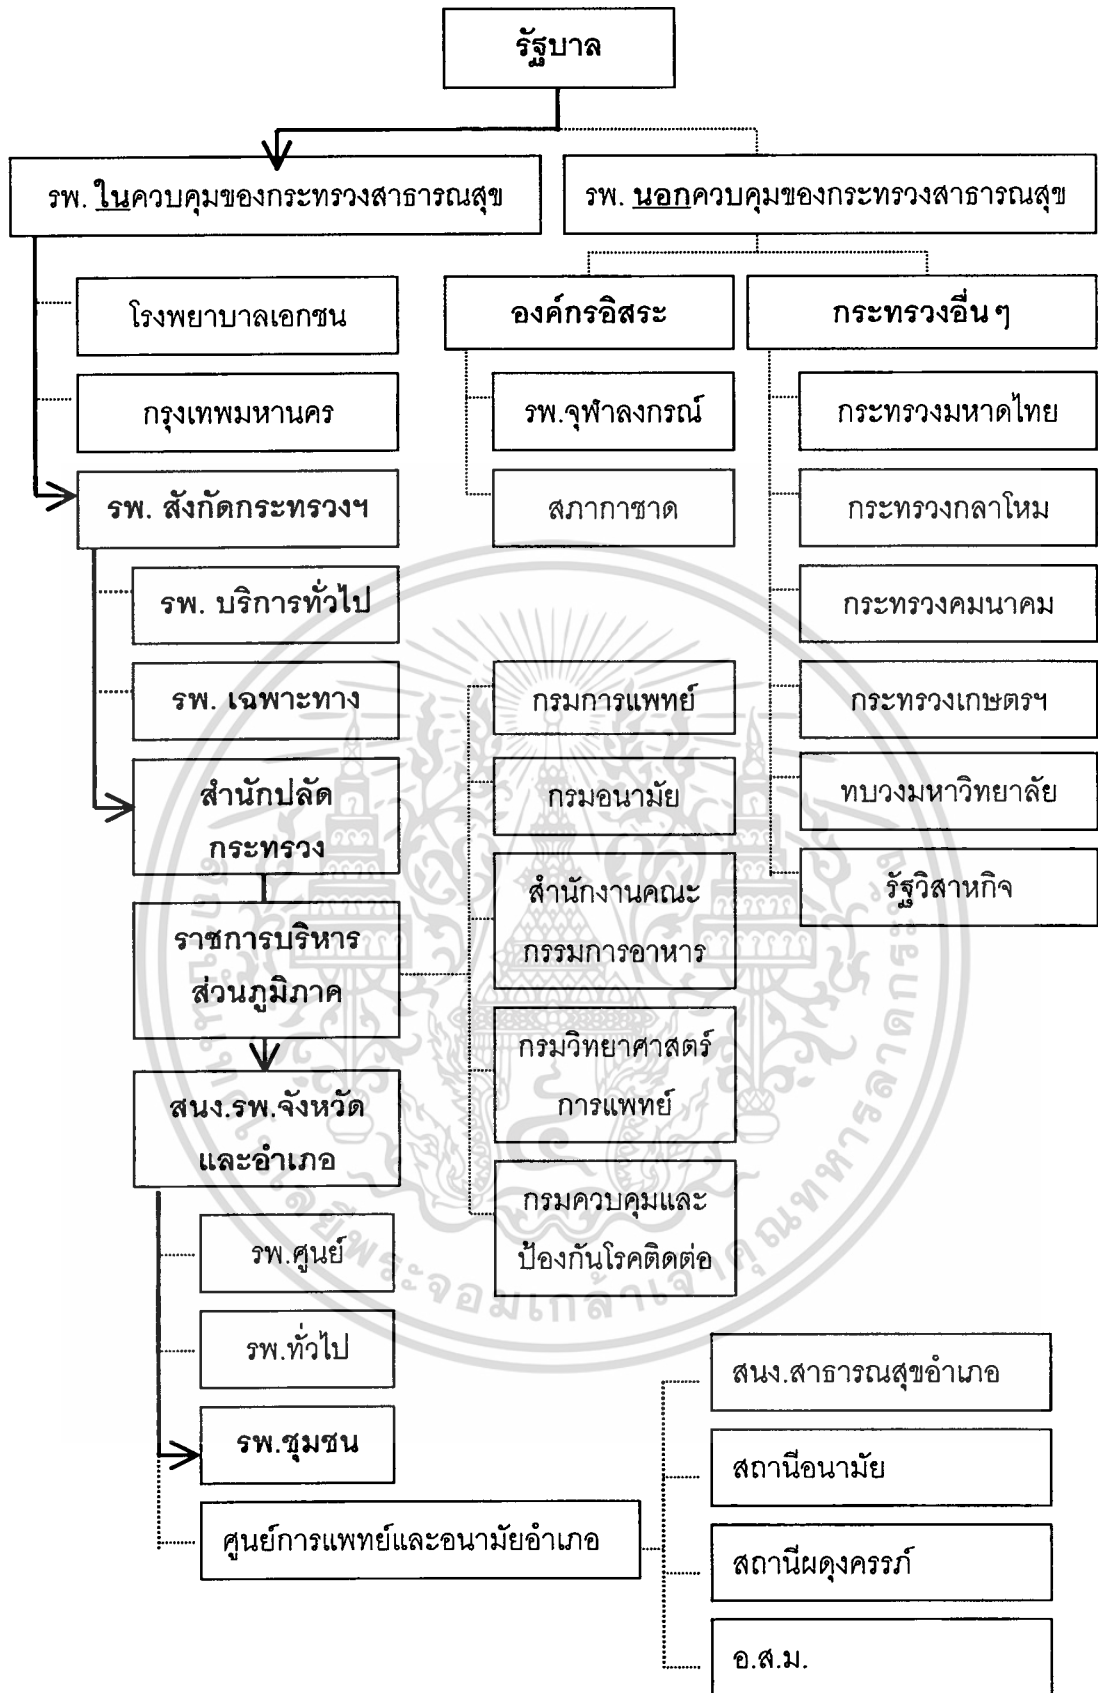 รัฐบาล
รพ. ในควบคุมของกระทรวงสาธารณสุข
รพ. นอกควบคุมของกระทรวงสาธารณสุข
โรงพยาบาลเอกชน
กรุงเทพมหานคร
รพ. สังกัดกระทรวงฯ
รพ. บริการทั่วไป
รพ. เฉพาะทาง
สำนักปลัด
กระทรวง
ราชการบริหาร
ส่วนภูมิภาค
สนง.รพ.จังหวัด
และอำเภอ
รพ.ศูนย์
รพ.ทั่วไป
รพ.ชุมชน
ศูนย์การแพทย์และอนามัยอำเภอ
องค์กรอิสระ
รพ.จุฬาลงกรณ์
สภากาชาด
กรมการแพทย์
กรมอนามัย
สำนักงานคณะ
กรรมการอาหาร
กรมวิทยาศาสตร์
การแพทย์
กรมควบคุมและ
ป้องกันโรคติดต่อ
กระทรวงอื่นๆ
กระทรวงมหาดไทย
กระทรวงกลาโหม
กระทรวงคมนาคม
กระทรวงเกษตรฯ
ทบวงมหาวิทยาลัย
รัฐวิสาหกิจ
สนง.สาธารณสุขอำเภอ
สถานีอนามัย
สถานีผดุงครรภ์
อ.ส.ม.